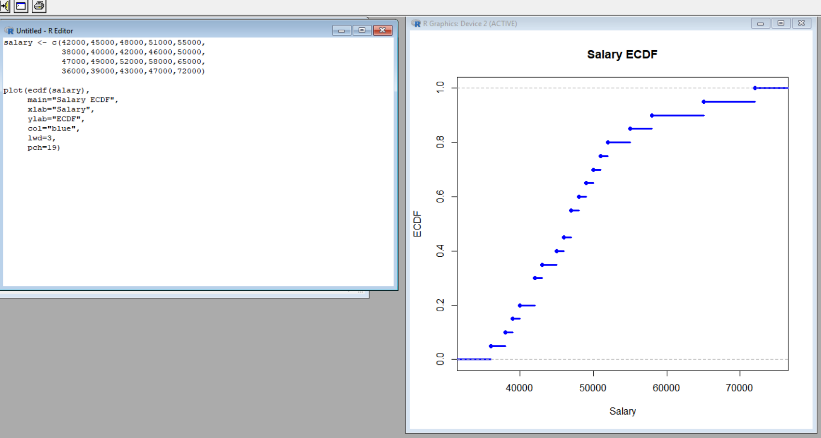 Untitled - R Editor
salary <- c(42000,45000,48000,51000,55000,
38000,40000,42000,46000,50000,
47000,49000,52000,58000,65000,
36000,39000,43000,47000,72000)
plot(ecdf(salary),
main="Salary ECDF",
xlab="Salary",
ylab="ECDF",
col="blue",
lwd=3,
pch=19)
R Graphics: Device 2 (ACTIVE)
Salary ECDF
1.0
0.8
0.6
0.4
0.2
0.0
ECDF
40000 50000 60000 70000
Salary